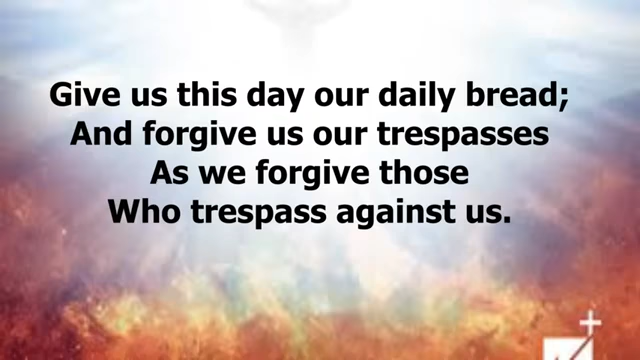 Give us this day our daily bread;
And forgive us our trespasses
As we forgive those
Who trespass against us.